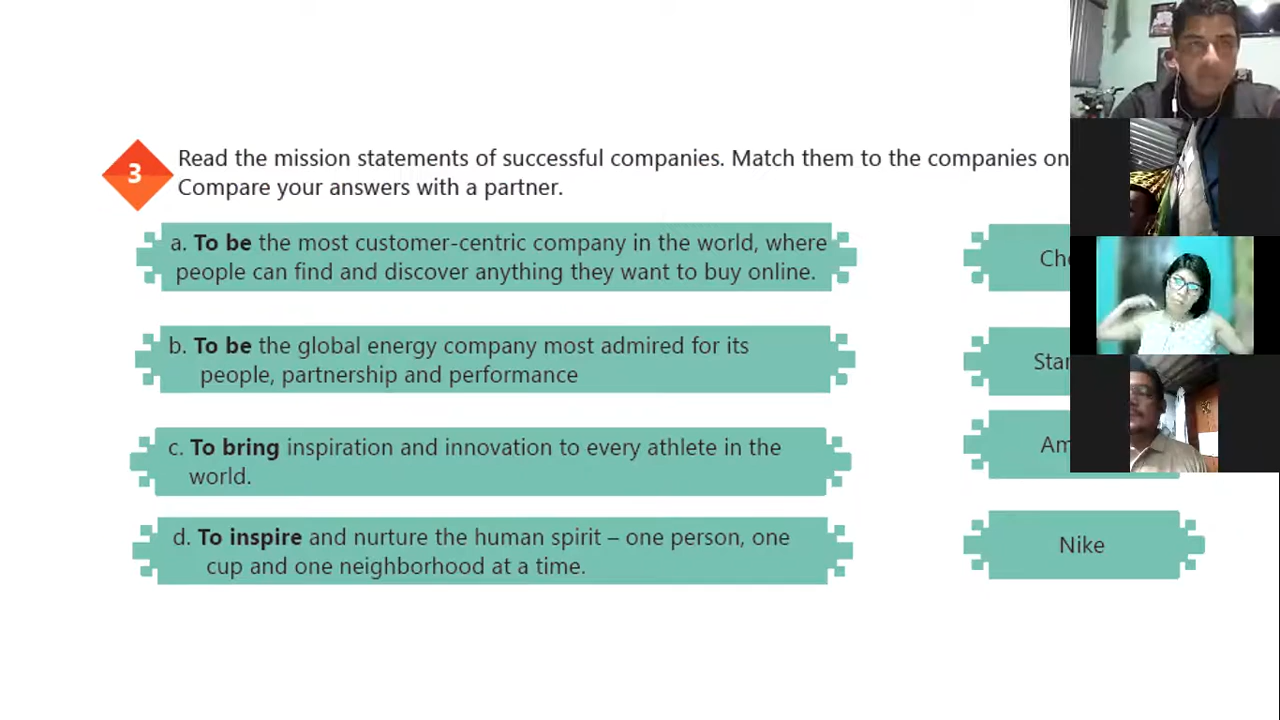 3
Read the mission statements of successful companies. Match them to the companies on
Compare your answers with a partner.
a. To be the most customer-centric company in the world, where
people can find and discover anything they want to buy online.
b. To be the global energy company most admired for its
people, partnership and performance
c. To bring inspiration and innovation to every athlete in the
world.
d. To inspire and nurture the human spirit – one person, one
cup and one neighborhood at a time.
Nike